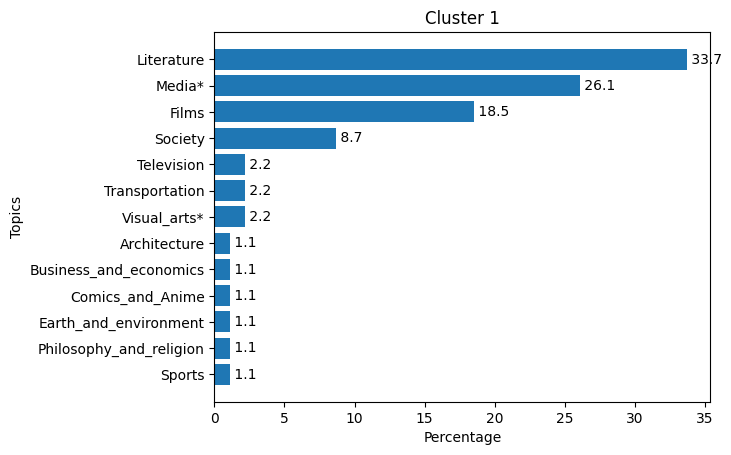 Cluster 1
Literature 33.7
Media* 26.1
Films 18.5
Society 8.7
Television 2.2
Transportation 2.2
Visual_arts* 2.2
Architecture 1.1
Business_and_economics 1.1
Comics_and_Anime 1.1
Earth_and_environment 1.1
Philosophy_and_religion 1.1
Sports 1.1
Topics
0 5 10 15 20 25 30 35
Percentage